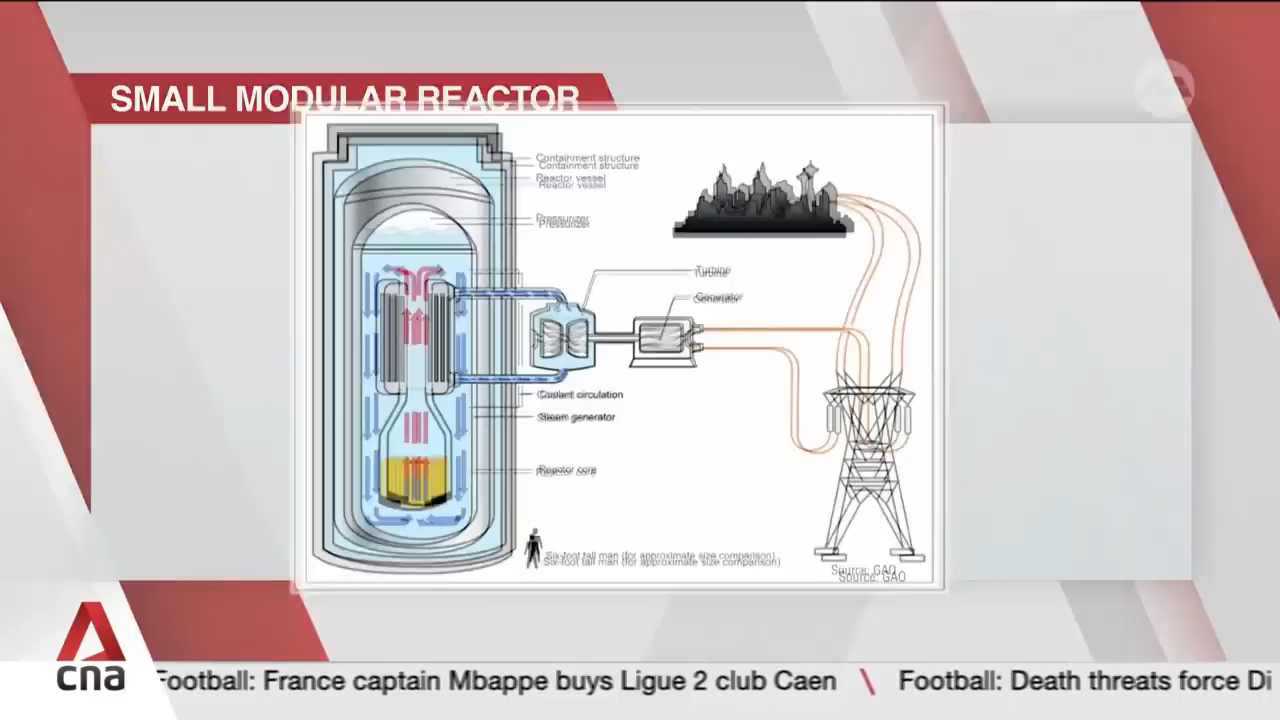 SMALL MODULAR REACTOR
Containment structure
Reactor vessel
Pressurizer
Turbine
Generator
Coolant circulation
Steam generator
Reactor core
Six-foot tall man (for approximate size comparison)
Source: GAO
cna
Football: France captain Mbappe buys Ligue 2 club Caen \ Football: Death threats force Di